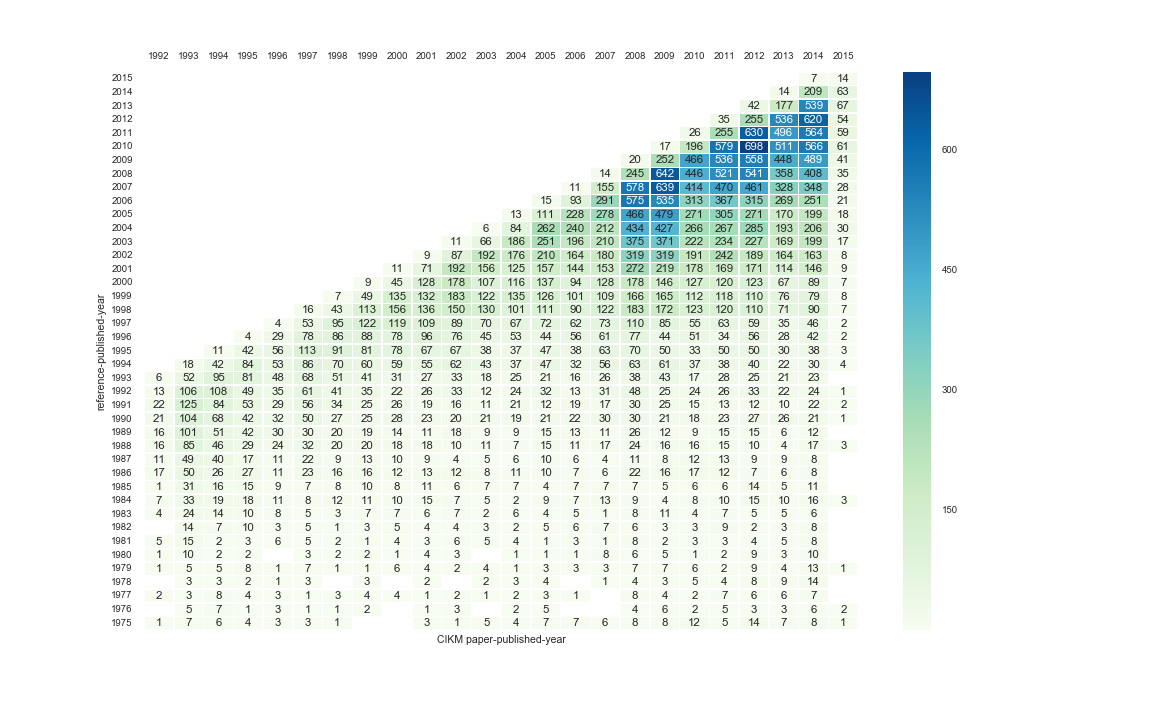 1992 1993 1994 1995 1996 1997 1998 1999 2000 2001 2002 2003 2004 2005 2006 2007 2008 2009 2010 2011 2012 2013 2014 2015
2015 7 14
2014 14 209 63
2013 42 177 539 67
2012 35 255 536 620 54
2011 26 255 630 496 564 59
2010 17 196 579 698 511 566 61
2009 20 252 466 536 558 448 489 41
2008 14 245 642 446 521 541 358 408 35
2007 11 155 578 639 414 470 461 328 348 28
2006 15 93 291 575 535 313 367 315 269 251 21
2005 13 111 228 278 466 479 271 305 271 170 199 18
2004 6 84 262 240 212 434 427 266 267 285 193 206 30
2003 11 66 186 251 196 210 375 371 222 234 227 169 199 17
2002 9 79 192 176 210 164 180 319 319 191 242 189 164 163 8
2001 11 71 192 156 125 157 144 153 272 219 178 169 171 114 146 9
2000 9 45 128 178 107 116 137 94 128 178 146 127 120 123 67 89 7
1999 7 49 135 132 183 122 135 126 101 109 166 165 112 118 110 76 79 8
1998 16 43 113 156 136 150 130 101 111 90 122 183 172 123 120 110 71 90 7
1997 4 53 95 122 119 109 89 70 67 72 62 73 110 85 55 63 59 35 46 2
1996 4 29 78 86 88 78 96 76 45 53 44 56 61 77 44 51 34 56 28 42 2
1995 11 42 56 113 91 81 78 67 67 38 37 47 38 63 70 50 33 50 50 30 38 3
1994 18 42 84 53 86 70 60 59 55 62 43 37 47 32 56 63 61 37 38 40 22 30 4
1993 6 52 95 81 48 68 51 41 31 27 33 18 25 21 16 26 38 43 17 28 25 21 23
1992 13 106 108 49 35 61 41 35 22 26 33 12 24 32 13 31 48 25 24 26 33 22 24 1
1991 22 125 84 53 29 56 34 25 26 19 16 11 21 12 19 17 30 25 15 13 12 10 22 2
1990 21 104 68 42 32 50 27 25 28 23 20 21 19 21 22 30 30 21 18 23 27 26 21 1
1989 16 101 51 42 30 30 20 19 14 11 18 9 9 15 13 11 26 12 9 15 15 6 12
1988 16 85 46 29 24 32 20 20 18 18 10 11 7 15 11 17 24 16 16 15 10 4 17 3
1987 11 49 40 17 11 22 9 13 10 9 4 5 6 10 6 4 11 8 12 13 9 9 8
1986 17 50 26 27 11 23 16 16 12 13 12 8 11 10 7 6 22 16 17 12 7 6 8
1985 1 31 16 15 9 7 8 10 8 11 6 7 7 4 7 7 7 5 6 6 14 5 11
1984 7 33 19 18 11 8 12 11 10 15 7 5 2 9 7 13 9 4 8 10 15 10 16 3
1983 4 24 14 10 8 5 3 7 7 6 7 2 6 4 5 1 8 11 4 7 5 5 6
1982 14 7 10 3 5 1 3 5 4 4 3 2 5 6 7 6 3 3 9 2 3 8
1981 5 15 2 3 6 5 2 1 4 3 6 5 4 1 3 1 8 2 3 3 4 5 8
1980 1 10 2 2 3 2 2 1 4 3 1 1 1 8 6 5 1 2 9 3 10
1979 1 5 5 8 1 7 1 1 6 4 2 4 1 3 3 3 7 7 6 2 9 4 13 1
1978 3 3 2 1 3 3 2 2 3 4 1 4 3 5 4 8 9 14
1977 2 3 8 4 3 1 3 4 4 1 2 1 2 3 1 8 4 2 7 6 6 7
1976 5 7 1 3 1 1 2 1 3 2 5 4 6 2 5 3 3 6 2
1975 1 7 6 4 3 3 1 3 1 5 4 7 7 6 8 8 12 5 14 7 8 1
CIKM paper-published-year
reference-published-year
600
450
300
150